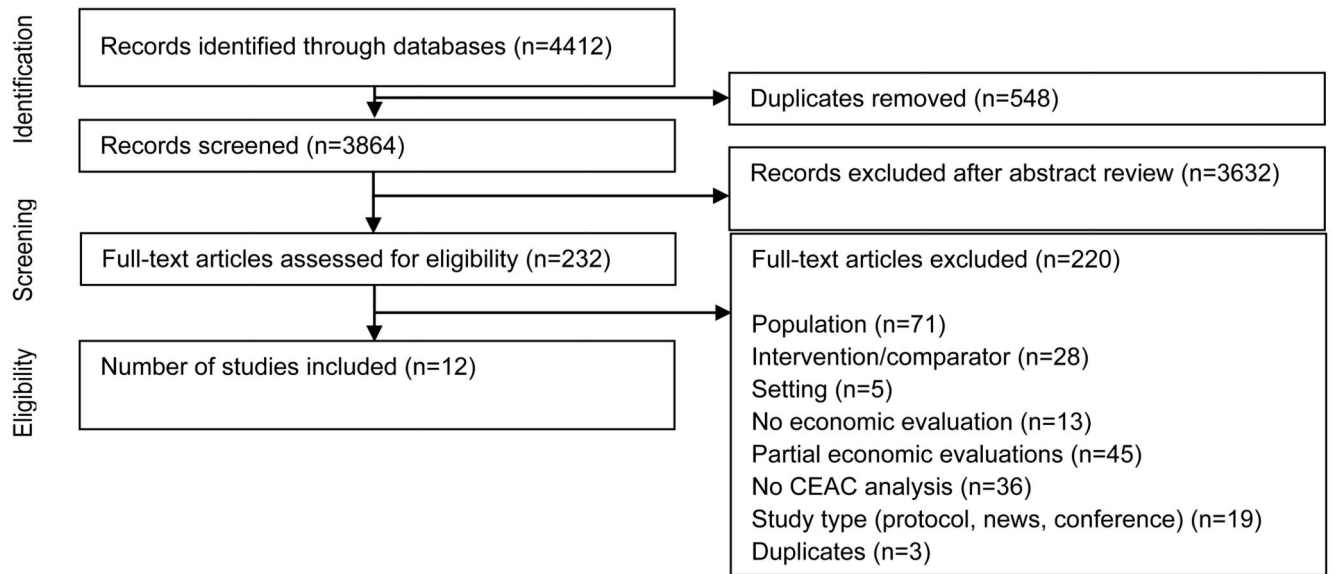 Identification
Records identified through databases (n=4412)
Duplicates removed (n=548)
Records screened (n=3864)
Records excluded after abstract review (n=3632)
Screening
Full-text articles assessed for eligibility (n=232)
Full-text articles excluded (n=220)
Population (n=71)
Intervention/comparator (n=28)
Setting (n=5)
No economic evaluation (n=13)
Partial economic evaluations (n=45)
No CEAC analysis (n=36)
Study type (protocol, news, conference) (n=19)
Duplicates (n=3)
Eligibility
Number of studies included (n=12)